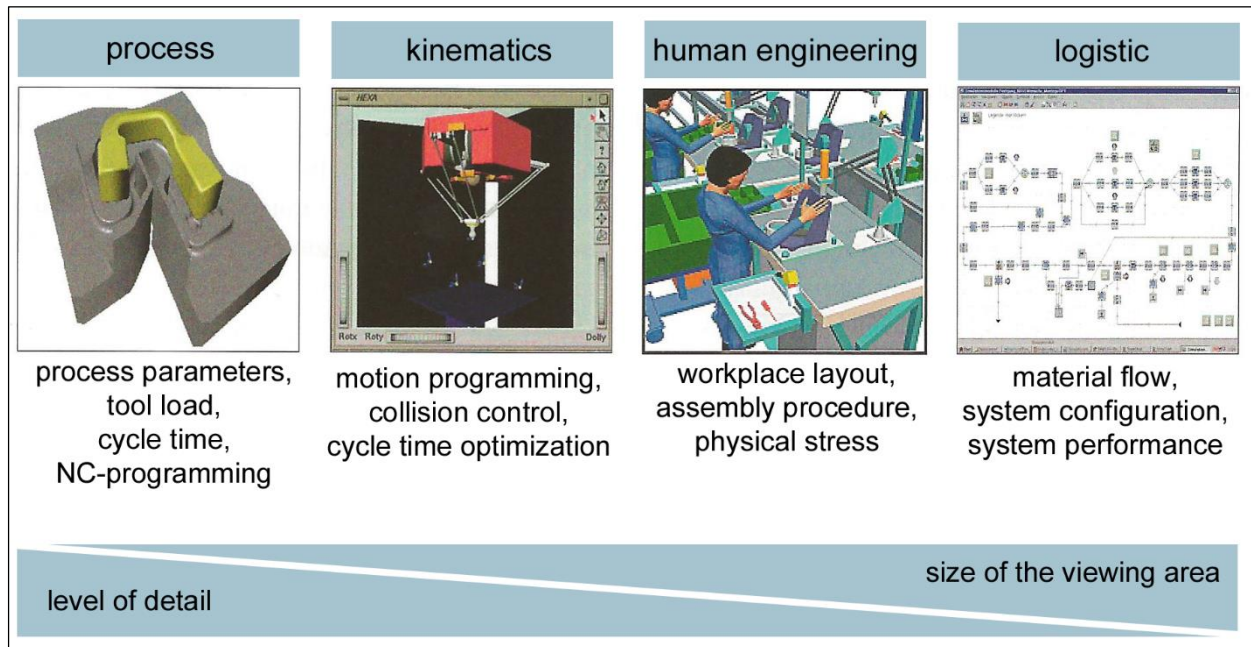 process
kinematics
human engineering
logistic
HEXA
Rotx Roty
Dolly
process parameters,
tool load,
cycle time,
NC-programming
motion programming,
collision control,
cycle time optimization
workplace layout,
assembly procedure,
physical stress
material flow,
system configuration,
system performance
size of the viewing area
level of detail